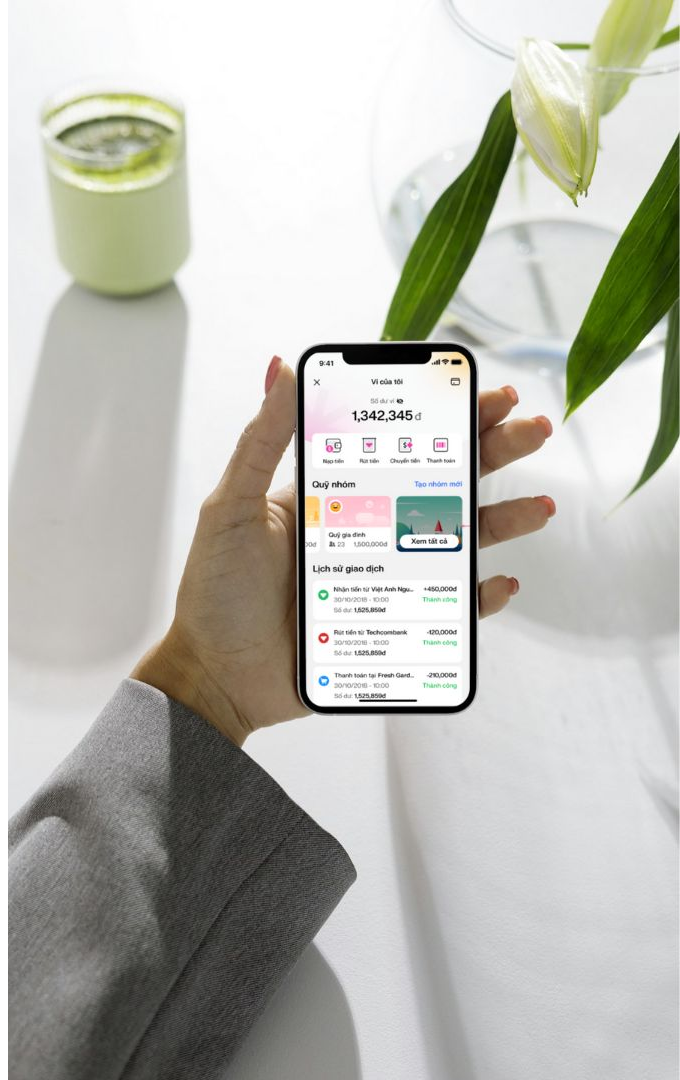 9:41
Ví của tôi
Số dư ví
1,342,345 đ
Nạp tiền Rút tiền Chuyển tiền Thanh toán
Quỹ nhóm Tạo nhóm mới
Quỹ gia đình
00đ 23 1,500,000đ
Xem tất cả
Lịch sử giao dịch
Nhận tiền từ Việt Anh Ngu... +450,000đ
30/10/2018 - 10:00 Thành công
Số dư: 1,525,859đ
Rút tiền từ Techcombank -120,000đ
30/10/2018 - 10:00 Thành công
Số dư: 1,525,859đ
Thanh toán tại Fresh Gard... -210,000đ
30/10/2018 - 10:00 Thành công
Số dư: 1,525,859đ